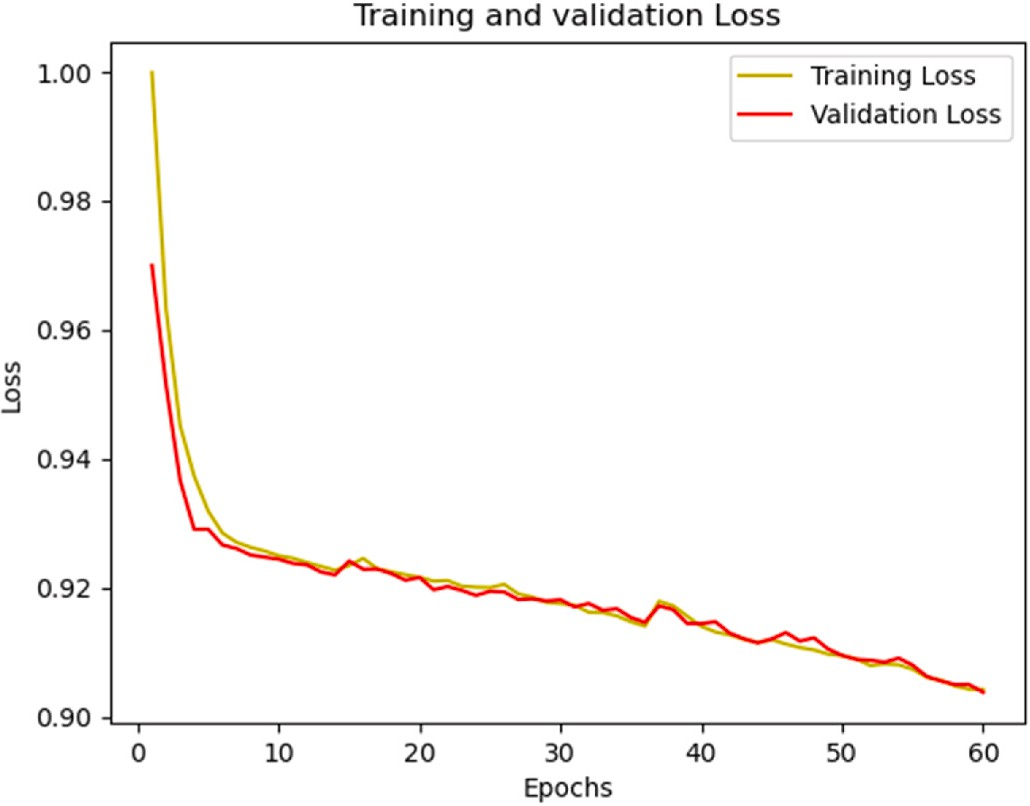 Training and validation Loss
Training Loss
Validation Loss
1.00
0.98
0.96
0.94
0.92
0.90
Loss
0 10 20 30 40 50 60
Epochs